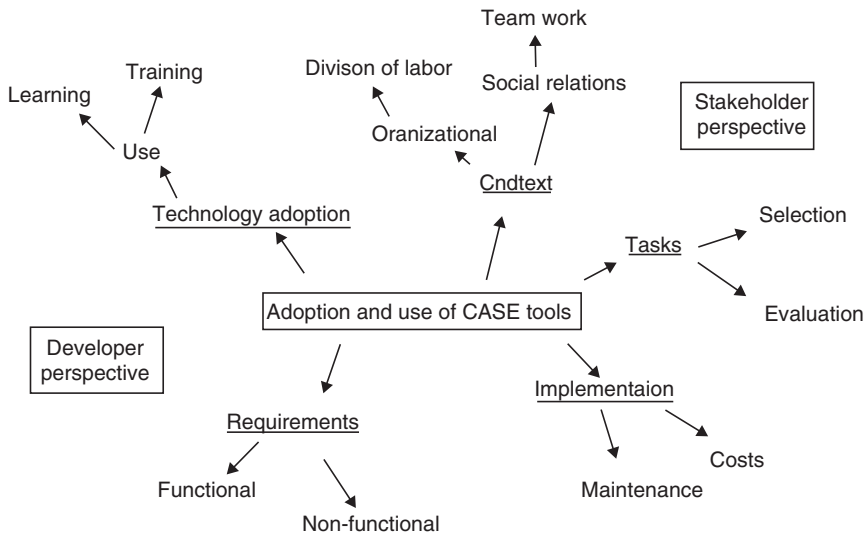 Team work
Divison of labor
Social relations
Training
Learning
Stakeholder
perspective
Oranizational
Use
Cndtext
Technology adoption
Selection
Tasks
Adoption and use of CASE tools
Evaluation
Developer
perspective
Implementaion
Requirements
Costs
Functional
Maintenance
Non-functional